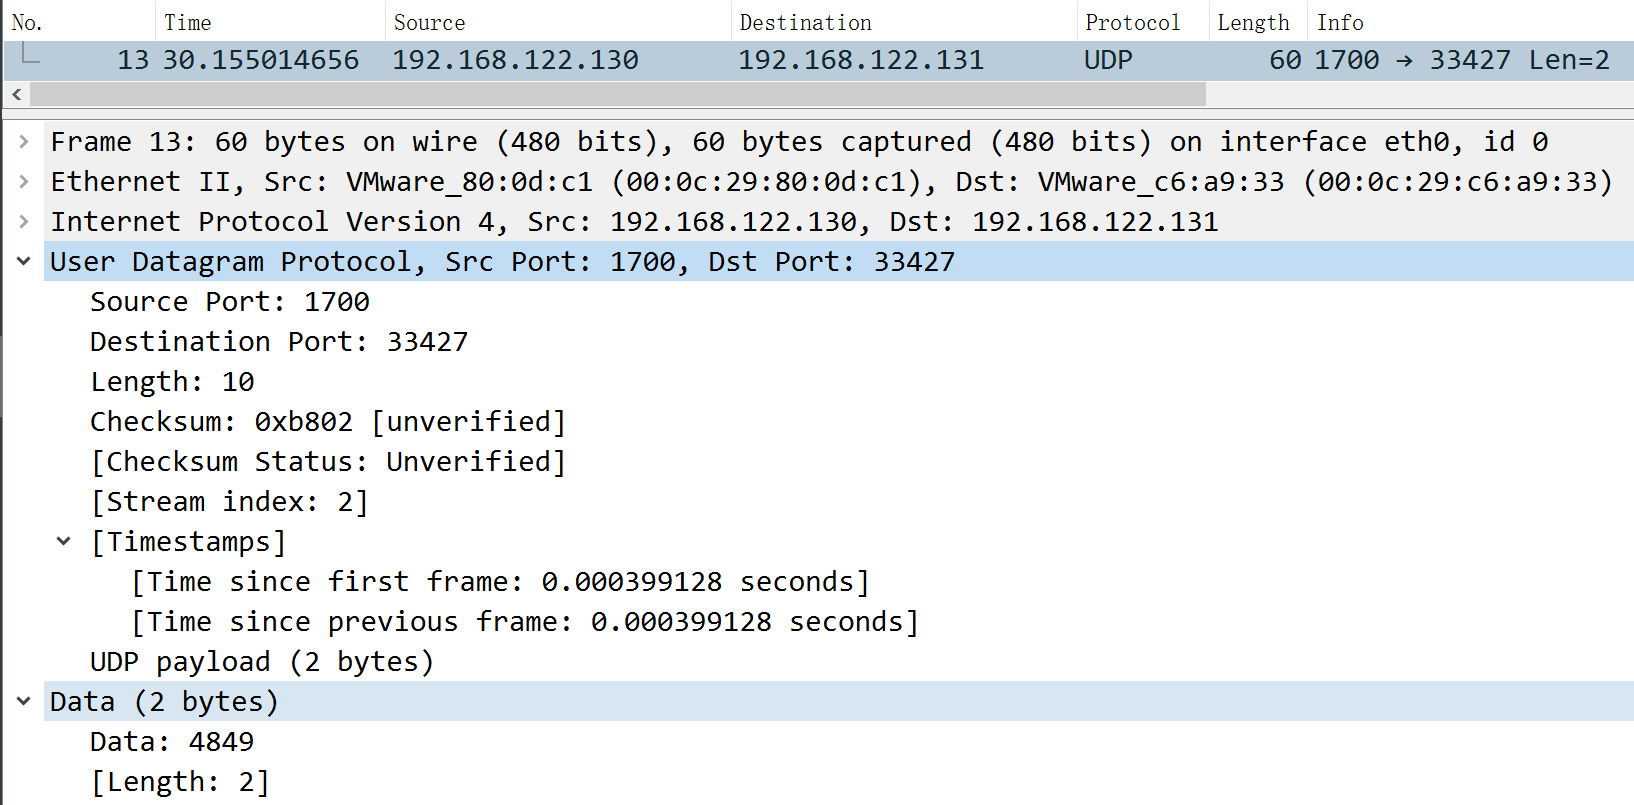 No. Time Source Destination Protocol Length Info
13 30.155014656 192.168.122.130 192.168.122.131 UDP 60 1700 → 33427 Len=2
Frame 13: 60 bytes on wire (480 bits), 60 bytes captured (480 bits) on interface eth0, id 0
Ethernet II, Src: VMware_80:0d:c1 (00:0c:29:80:0d:c1), Dst: VMware_c6:a9:33 (00:0c:29:c6:a9:33)
Internet Protocol Version 4, Src: 192.168.122.130, Dst: 192.168.122.131
User Datagram Protocol, Src Port: 1700, Dst Port: 33427
Source Port: 1700
Destination Port: 33427
Length: 10
Checksum: 0xb802 [unverified]
[Checksum Status: Unverified]
[Stream index: 2]
[Timestamps]
[Time since first frame: 0.000399128 seconds]
[Time since previous frame: 0.000399128 seconds]
UDP payload (2 bytes)
Data (2 bytes)
Data: 4849
[Length: 2]